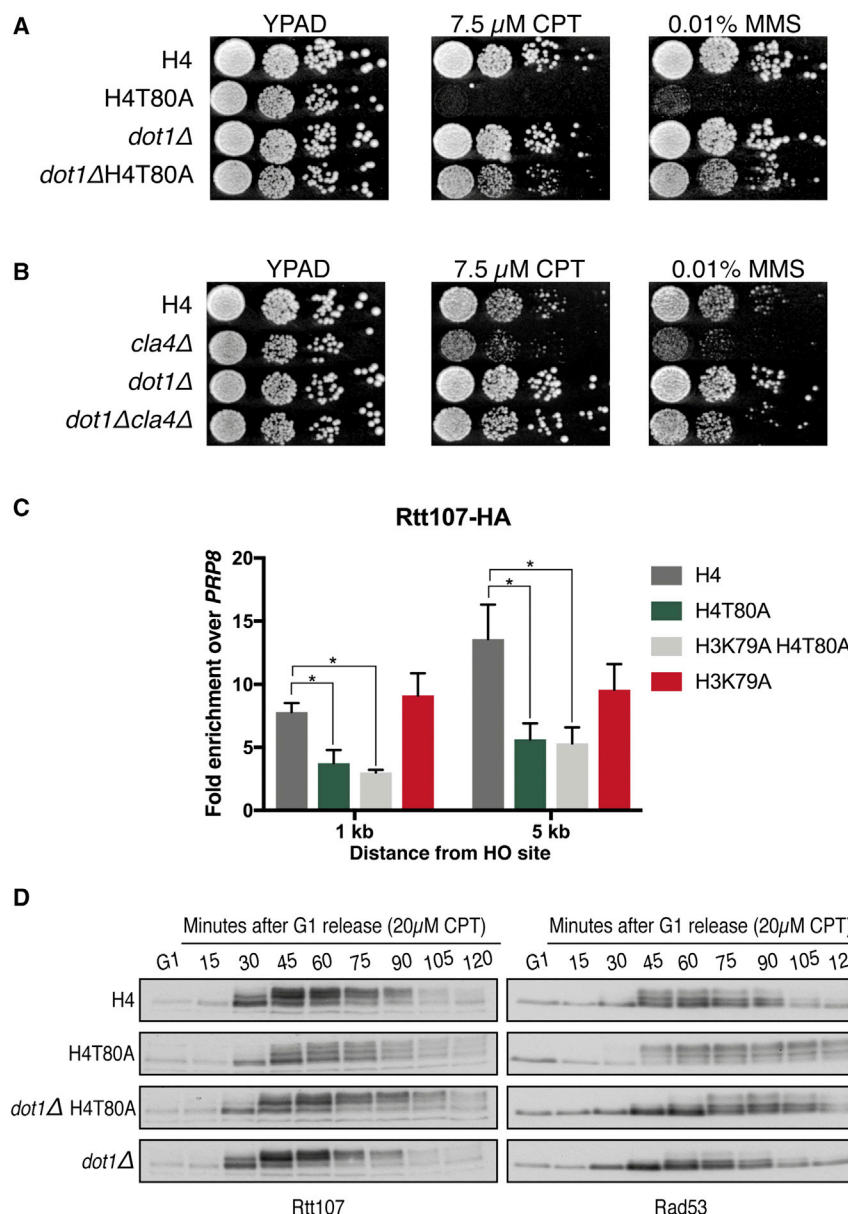 A
YPAD 7.5 µM CPT 0.01% MMS
H4
H4T80A
dot1Δ
dot1ΔH4T80A
B
YPAD 7.5 µM CPT 0.01% MMS
H4
cla4Δ
dot1Δ
dot1Δcla4Δ
C
Rtt107-HA
Fold enrichment over PRP8
20
15
10
5
0
* * * *
1 kb 5 kb
Distance from HO site
H4
H4T80A
H3K79A H4T80A
H3K79A
D
Minutes after G1 release (20µM CPT) Minutes after G1 release (20µM CPT)
G1 15 30 45 60 75 90 105 120 G1 15 30 45 60 75 90 105 12
H4
H4T80A
dot1Δ H4T80A
dot1Δ
Rtt107 Rad53